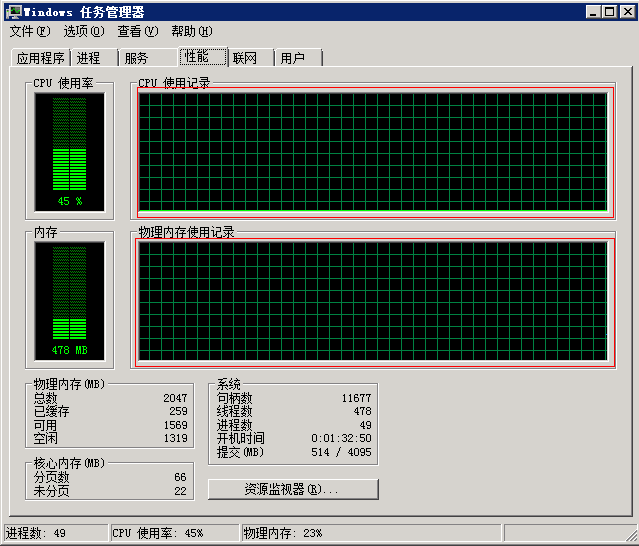 Windows 任务管理器
文件(F) 选项(O) 查看(V) 帮助(H)
应用程序 进程 服务 性能 联网 用户
CPU 使用率
45 %
CPU 使用记录
内存
478 MB
物理内存使用记录
物理内存(MB)
总数 2047
已缓存 259
可用 1569
空闲 1319
核心内存(MB)
分页数 66
未分页 22
系统
句柄数 11677
线程数 478
进程数 49
开机时间 0:01:32:50
提交(MB) 514 / 4095
资源监视器(R)...
进程数: 49 CPU 使用率: 45% 物理内存: 23%